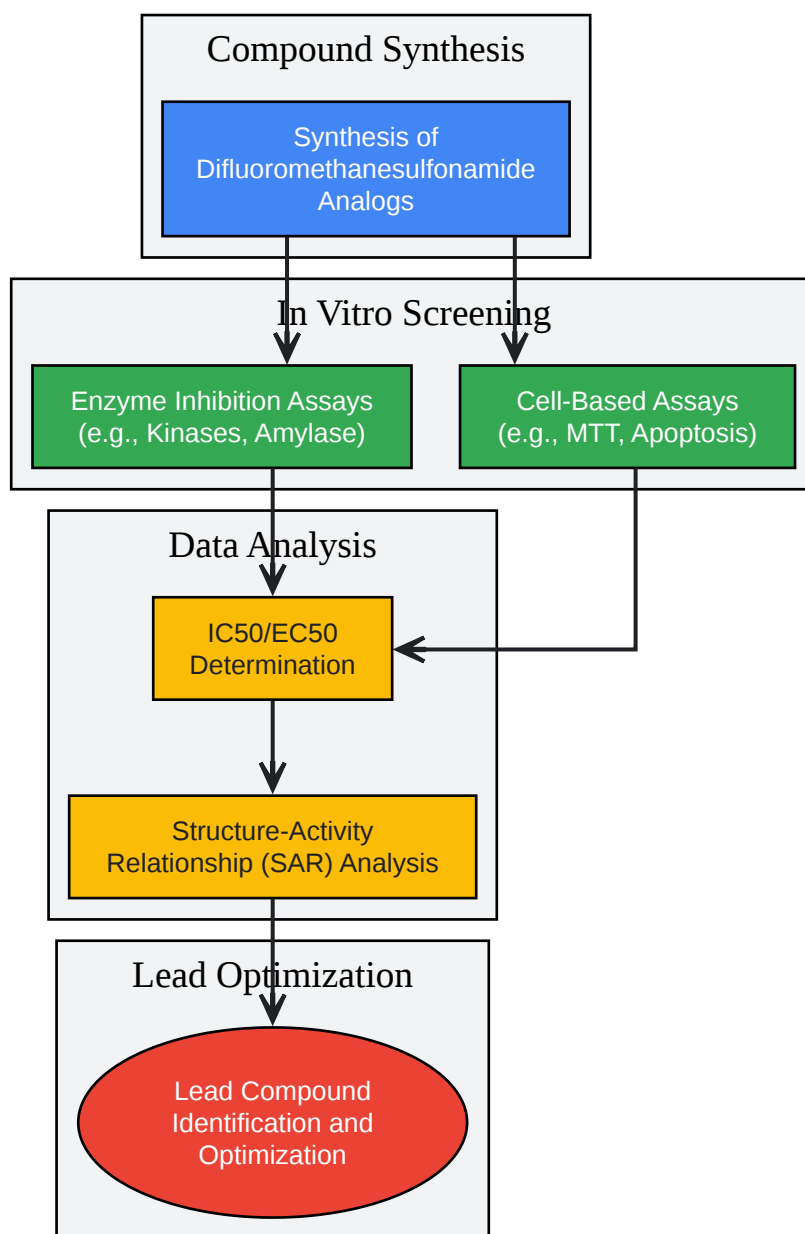 Compound Synthesis
Synthesis of
Difluoromethanesulfonamide
Analogs
In Vitro Screening
Enzyme Inhibition Assays
(e.g., Kinases, Amylase)
Cell-Based Assays
(e.g., MTT, Apoptosis)
Data Analysis
IC50/EC50
Determination
Structure-Activity
Relationship (SAR) Analysis
Lead Optimization
Lead Compound
Identification and
Optimization